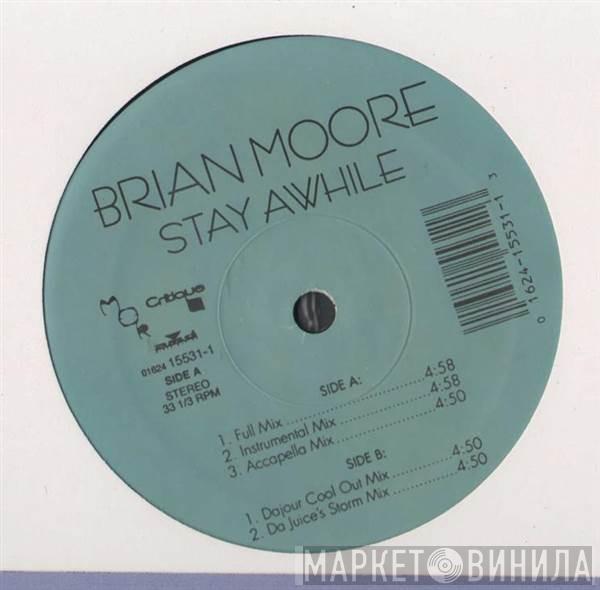 BRIAN MOORE
STAY AWHILE
MOR
Critique
01624 15531-1
SIDE A
STEREO
33 1/3 RPM
0 1624-15531-1 3
SIDE A:
1. Full Mix ........................ 4:58
2. Instrumental Mix .................. 4:58
3. Accapella Mix .................... 4:50
SIDE B:
1. Dajour Cool Out Mix ............. 4:50
2. Da Juice's Storm Mix ............ 4:50
МАРКЕТ ВИНИЛА